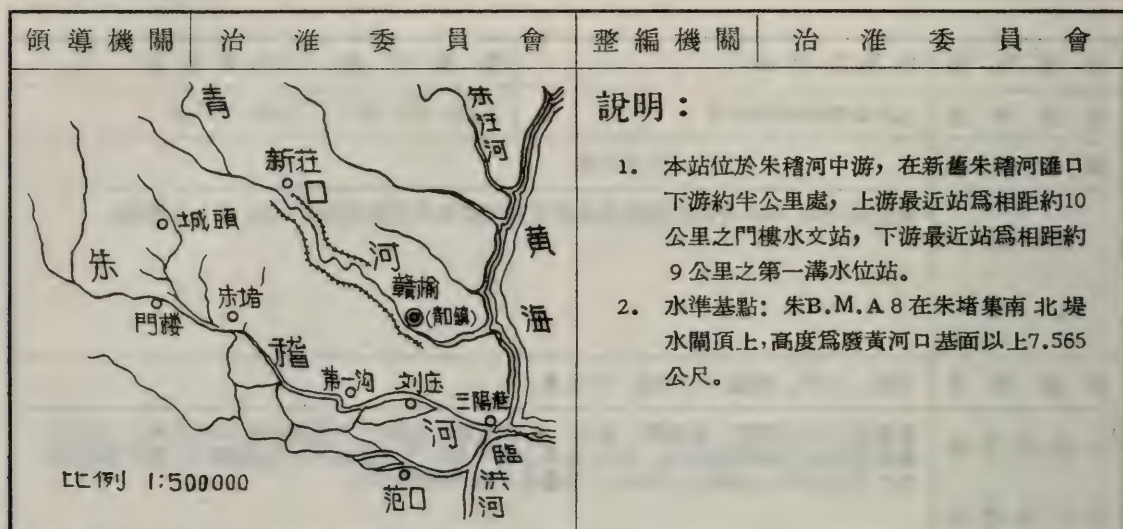 領導機關 治淮委員會 整編機關 治淮委員會
說明：
1. 本站位於朱稽河中游，在新舊朱稽河匯口
下游約半公里處，上游最近站爲相距約10
公里之門樓水文站，下游最近站爲相距約
9公里之第一溝水位站。
2. 水準基點：朱B.M.A8在朱堵集南北堤
水閘頂上，高度爲廢黃河口基面以上7.565
公尺。
青
朱汪河
新莊
口
城頭
黃海
朱
河
赣榆
朱堵
門楼
稽
第一沟
刘庄
三陽港
河
臨洪河
范口
比例 1:500000